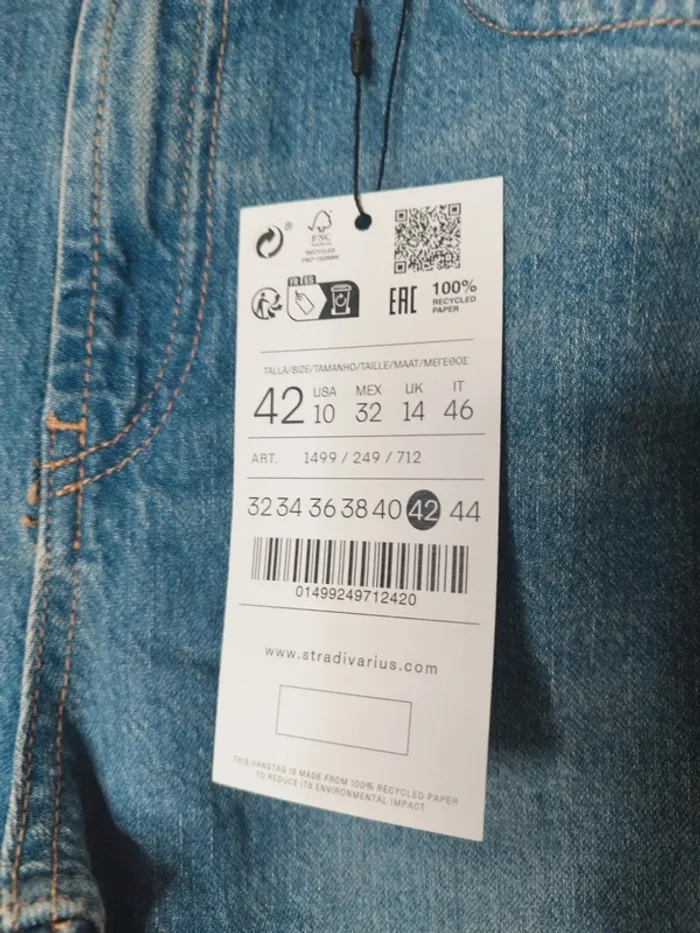 FSC
RECYCLED
FR ES
EAC
100%
RECYCLED
PAPER
TALLA/SIZE/TAMANHO/TAILLE/MAAT/ΜΕΓΕΘΟΣ
42 USA 10 MEX 32 UK 14 IT 46
ART. 1499 / 249 / 712
32 34 36 38 40 42 44
01499249712420
www.stradivarius.com
THIS HANGTAG IS MADE FROM 100% RECYCLED PAPER
TO REDUCE ITS ENVIRONMENTAL IMPACT